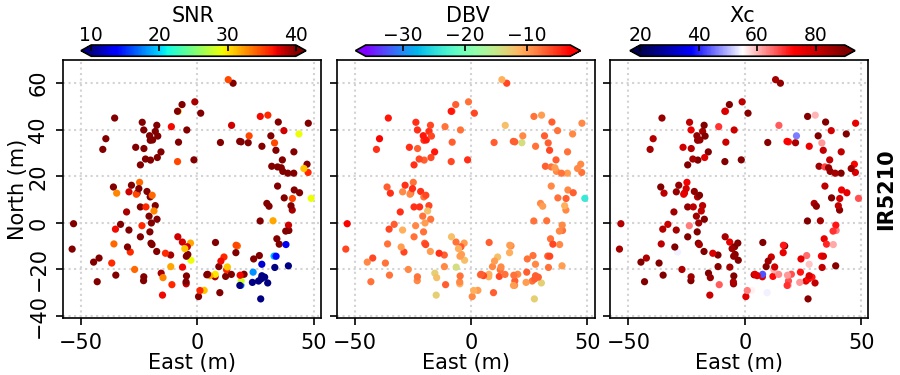 SNR DBV Xc
10 20 30 40 −30 −20 −10 20 40 60 80
60
40
20
0
−20
−40
North (m)
−50 0 50 −50 0 50 −50 0 50
East (m) East (m) East (m)
IR5210